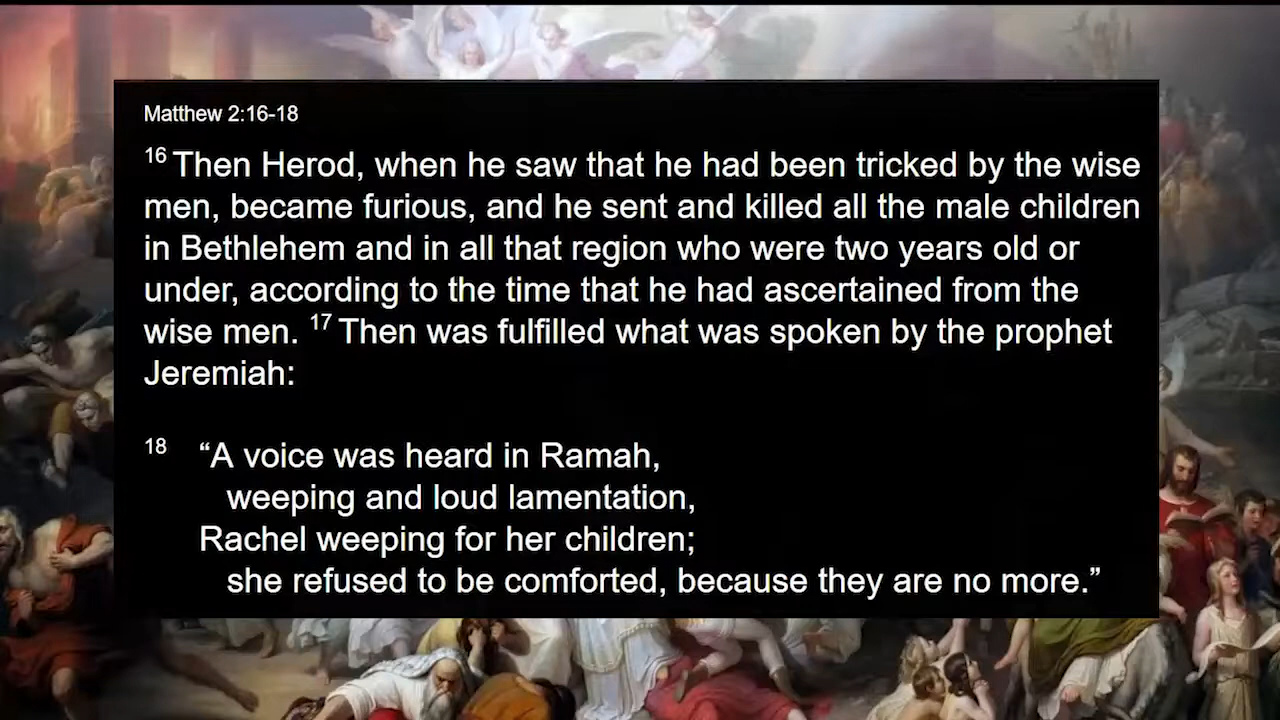 Matthew 2:16-18
16 Then Herod, when he saw that he had been tricked by the wise
men, became furious, and he sent and killed all the male children
in Bethlehem and in all that region who were two years old or
under, according to the time that he had ascertained from the
wise men. 17 Then was fulfilled what was spoken by the prophet
Jeremiah:
18 “A voice was heard in Ramah,
weeping and loud lamentation,
Rachel weeping for her children;
she refused to be comforted, because they are no more.”